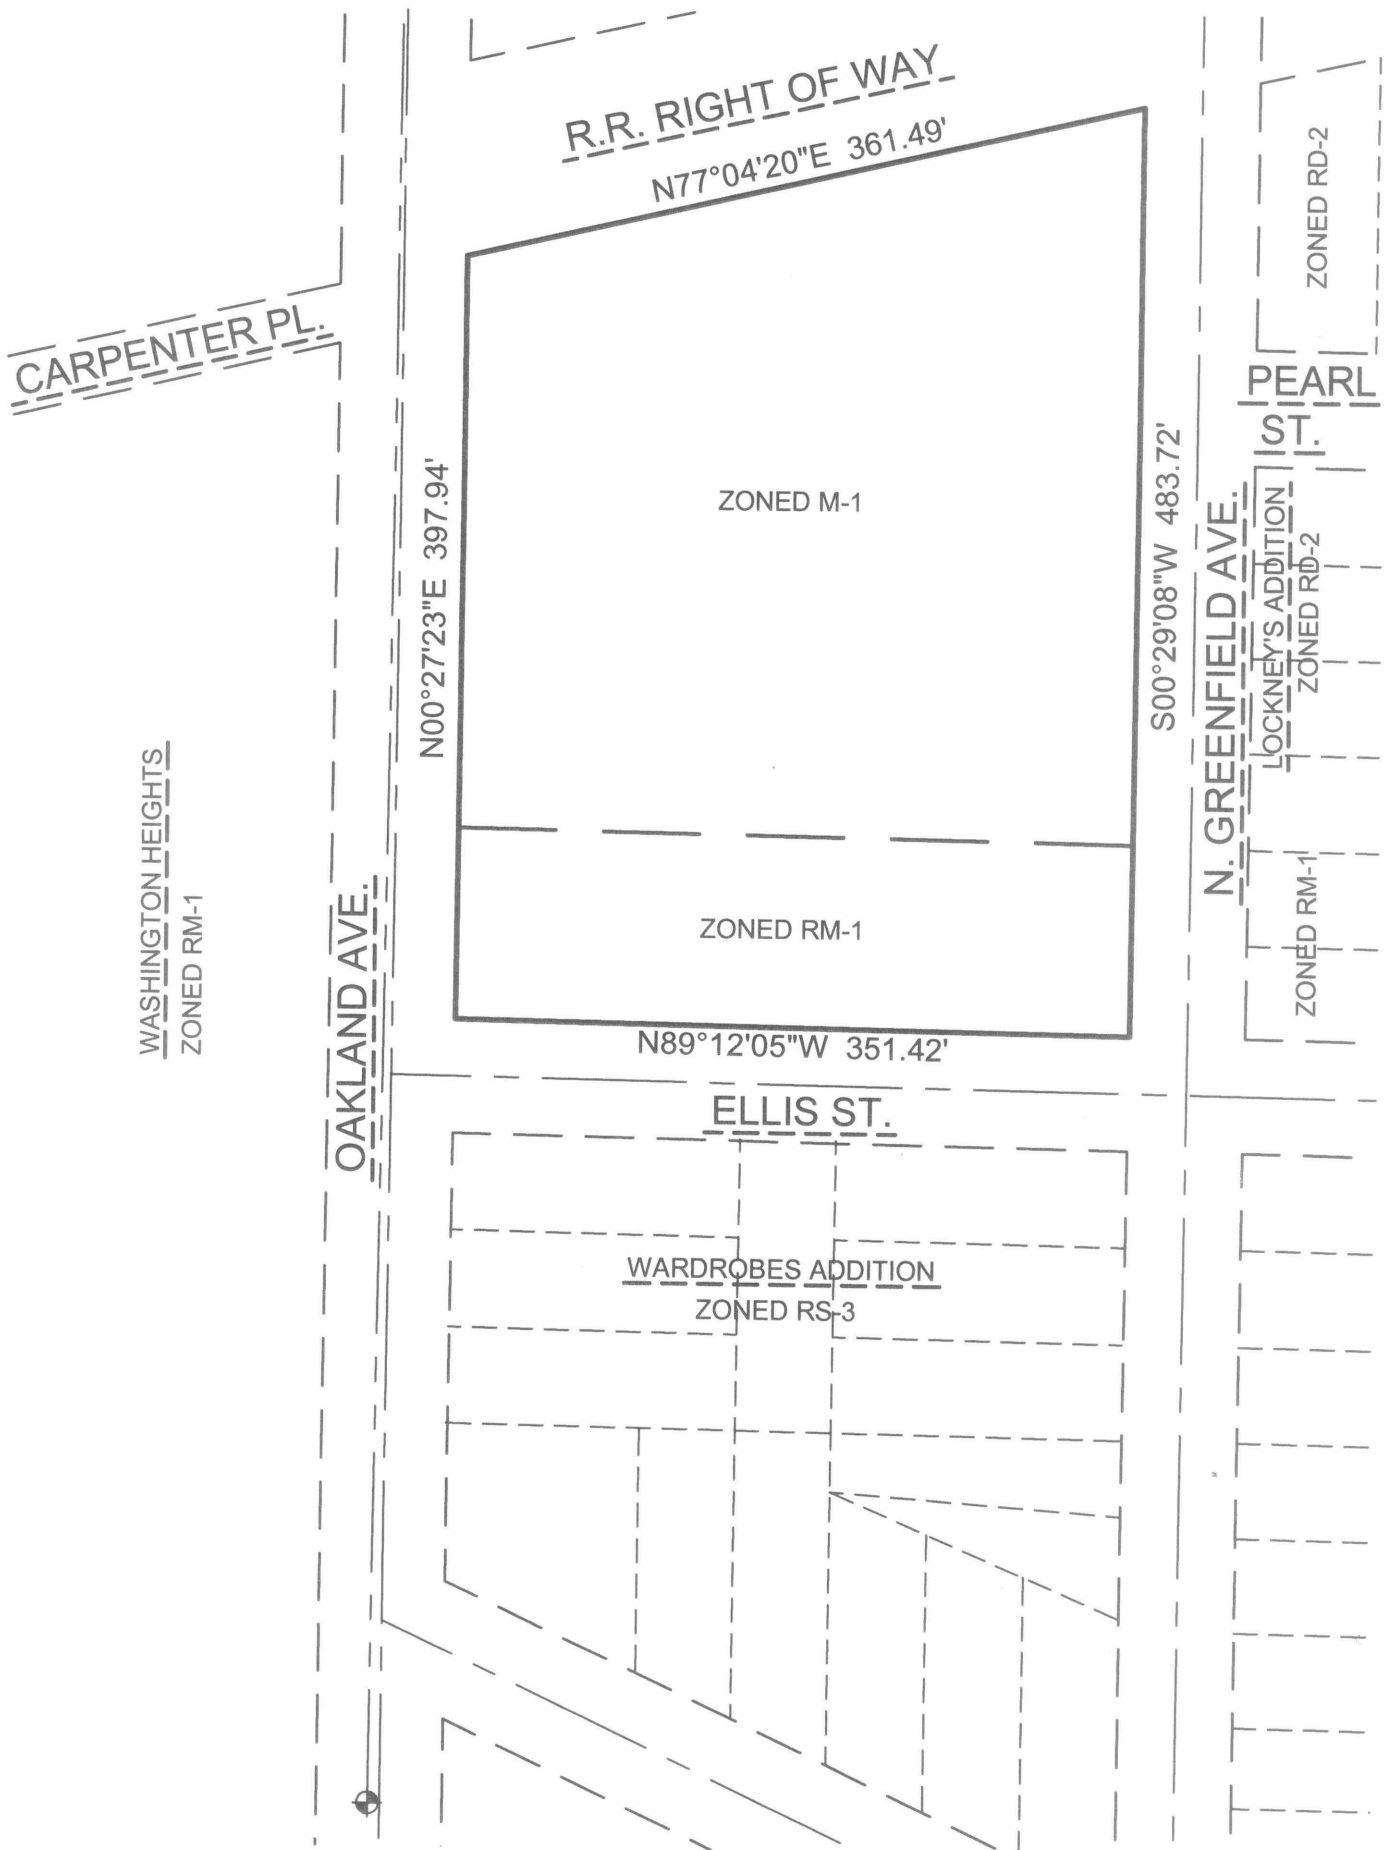 R.R. RIGHT OF WAY
N77°04'20"E 361.49'
ZONED RD-2
CARPENTER PL.
PEARL
ST.
N00°27'23"E 397.94'
ZONED M-1
S00°29'08"W 483.72'
N. GREENFIELD AVE.
LOCKNEY'S ADDITION
ZONED RD-2
WASHINGTON HEIGHTS
ZONED RM-1
OAKLAND AVE.
ZONED RM-1
ZONED RM-1
N89°12'05"W 351.42'
ELLIS ST.
WARDROBES ADDITION
ZONED RS-3